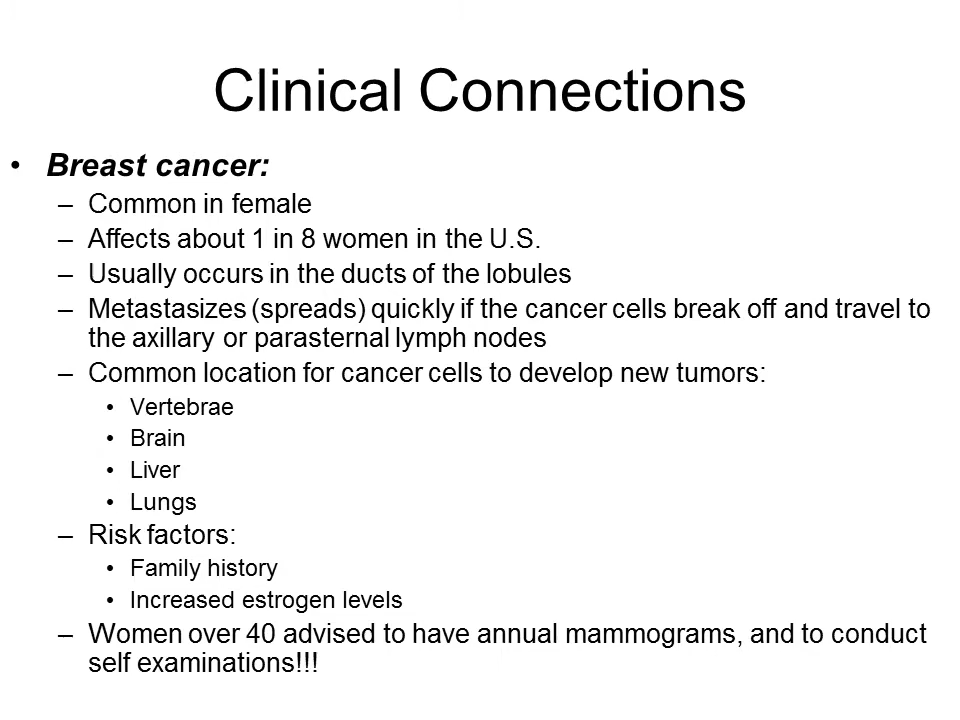 Clinical Connections
• Breast cancer:
– Common in female
– Affects about 1 in 8 women in the U.S.
– Usually occurs in the ducts of the lobules
– Metastasizes (spreads) quickly if the cancer cells break off and travel to
the axillary or parasternal lymph nodes
– Common location for cancer cells to develop new tumors:
• Vertebrae
• Brain
• Liver
• Lungs
– Risk factors:
• Family history
• Increased estrogen levels
– Women over 40 advised to have annual mammograms, and to conduct
self examinations!!!